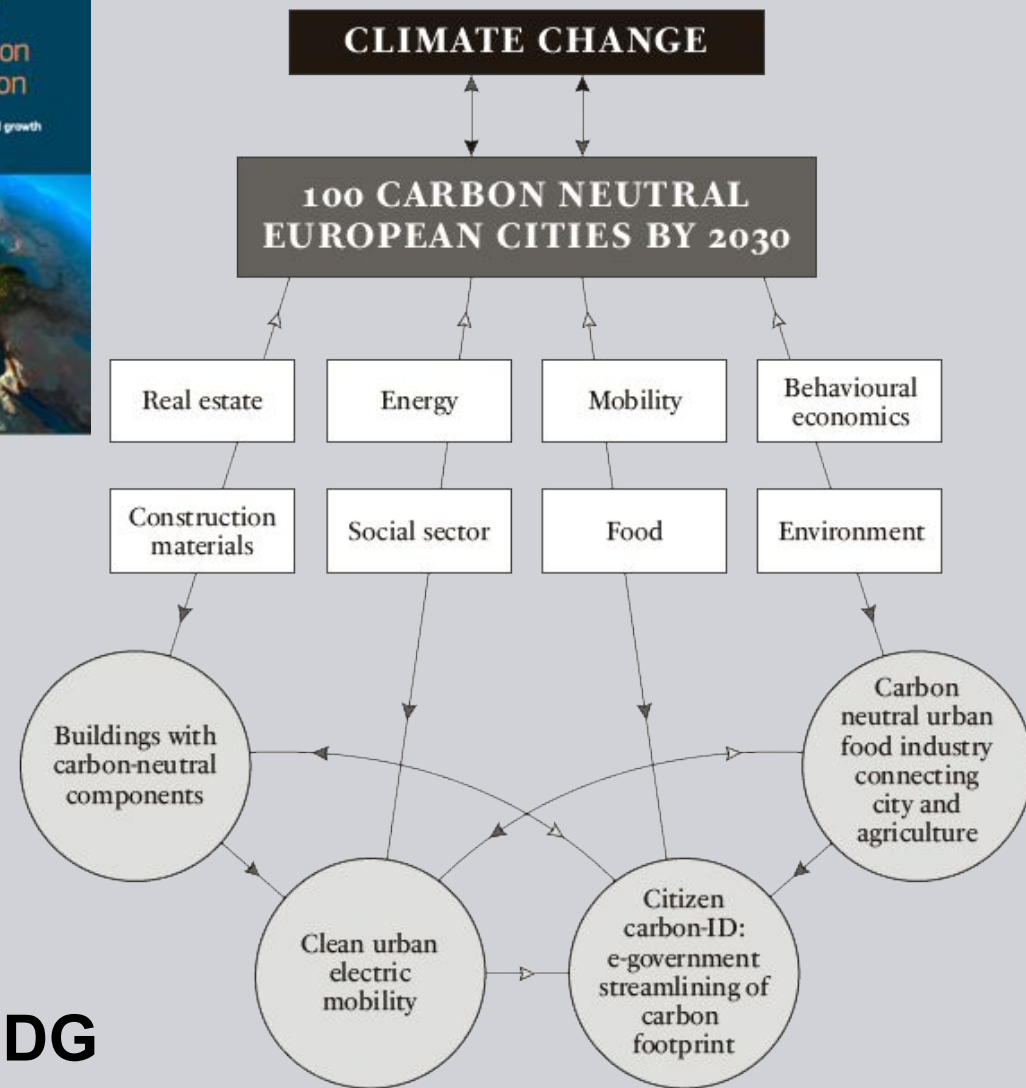 on
on
growth
CLIMATE CHANGE
100 CARBON NEUTRAL
EUROPEAN CITIES BY 2030
Real estate
Energy
Mobility
Behavioural
economics
Construction
materials
Social sector
Food
Environment
Buildings with
carbon-neutral
components
Carbon
neutral urban
food industry
connecting
city and
agriculture
Clean urban
electric
mobility
Citizen
carbon-ID:
e-government
streamlining of
carbon
footprint
DG